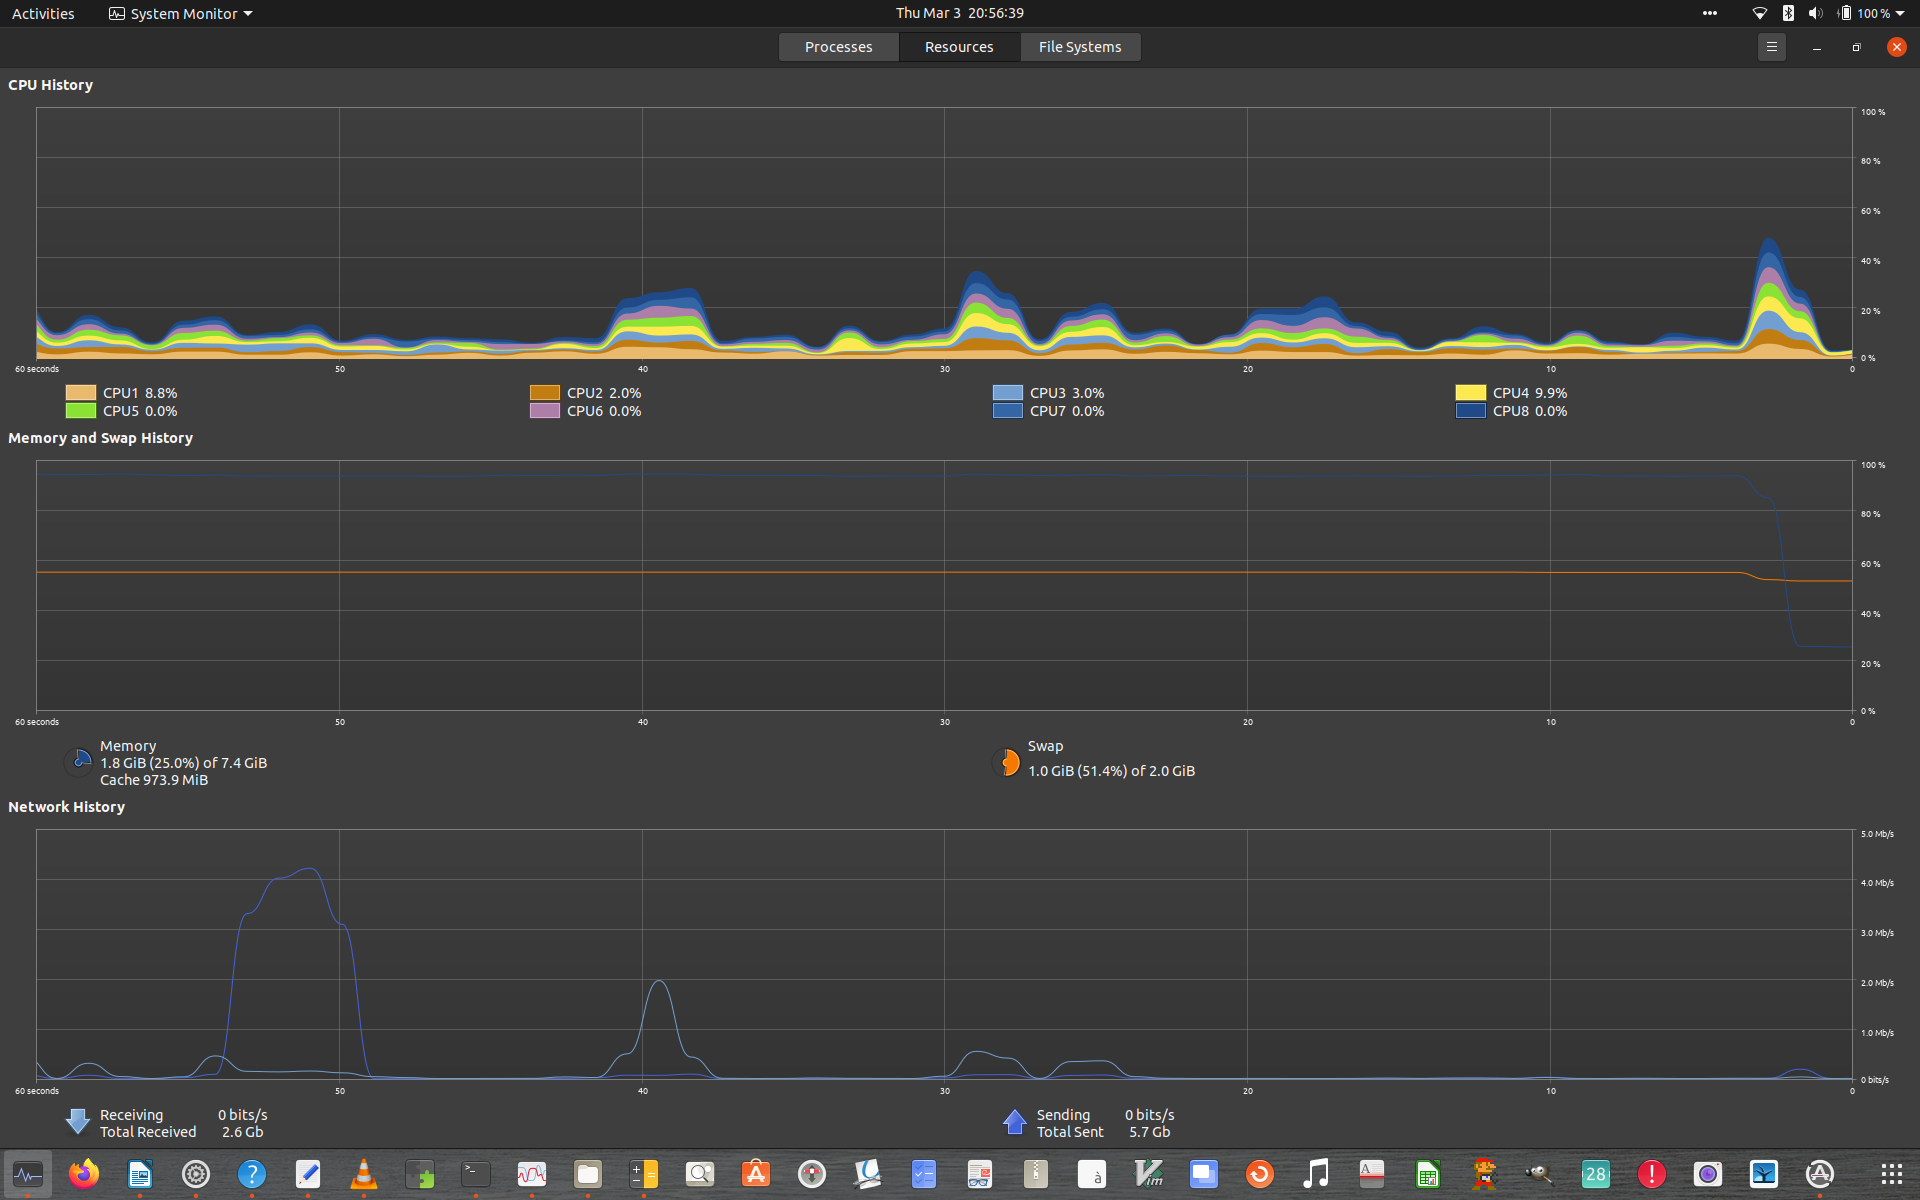 Activities
System Monitor
Thu Mar 3 20:56:39
100 %
Processes
Resources
File Systems
CPU History
100 %
80 %
60 %
40 %
20 %
0 %
60 seconds 50 40 30 20 10 0
CPU1 8.8% CPU2 2.0% CPU3 3.0% CPU4 9.9%
CPU5 0.0% CPU6 0.0% CPU7 0.0% CPU8 0.0%
Memory and Swap History
100 %
80 %
60 %
40 %
20 %
0 %
60 seconds 50 40 30 20 10 0
Memory
1.8 GiB (25.0%) of 7.4 GiB
Cache 973.9 MiB
Swap
1.0 GiB (51.4%) of 2.0 GiB
Network History
5.0 Mb/s
4.0 Mb/s
3.0 Mb/s
2.0 Mb/s
1.0 Mb/s
0 bits/s
60 seconds 50 40 30 20 10 0
Receiving 0 bits/s
Total Received 2.6 Gb
Sending 0 bits/s
Total Sent 5.7 Gb
?
>_
à
Vim
A
28
!